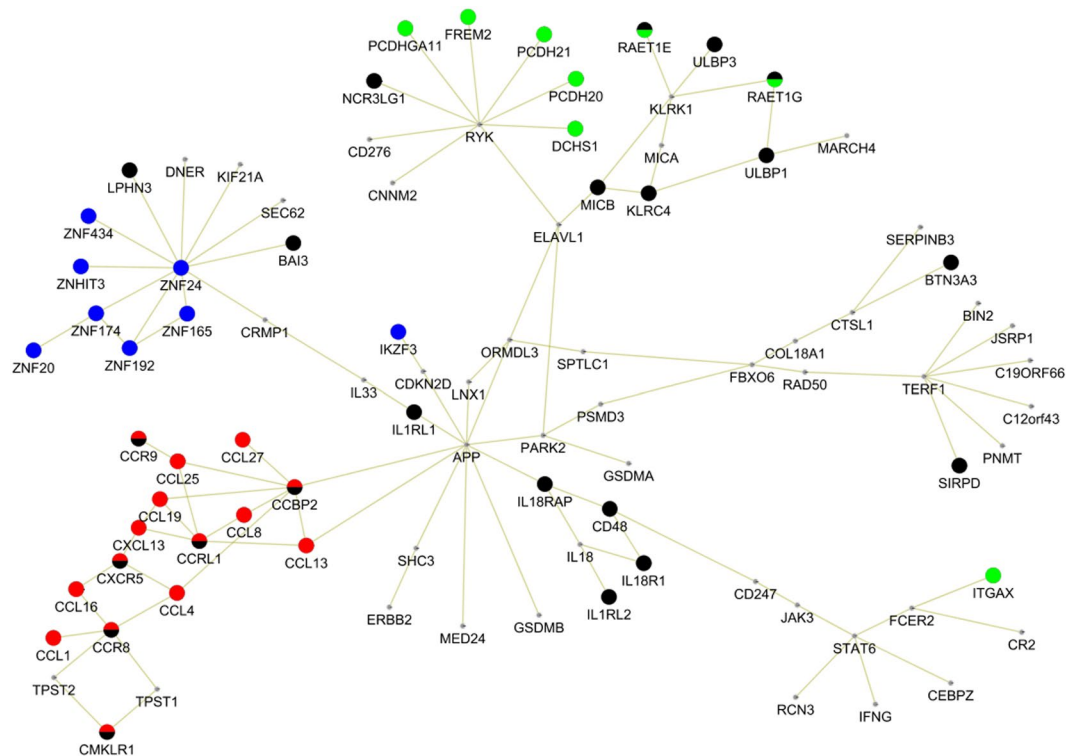 FREM2
PCDHGA11
PCDH21
RAET1E
ULBP3
PCDH20
NCR3LG1
KLRK1
RAET1G
RYK
DCHS1
CD276
MARCH4
MICA
ULBP1
DNER
KIF21A
LPHN3
CNNM2
MICB
KLRC4
SEC62
ZNF434
ELAVL1
SERPINB3
BAI3
ZNHIT3
ZNF24
BTN3A3
ZNF174
ZNF165
CRMP1
CTSL1
BIN2
IKZF3
JSRP1
ORMDL3
COL18A1
ZNF20
ZNF192
SPTLC1
C19ORF66
FBXO6
RAD50
TERF1
CDKN2D
LNX1
IL33
C12orf43
PSMD3
IL1RL1
PARK2
APP
PNMT
CCR9
CCL27
GSDMA
SIRPD
CCL25
CCBP2
IL18RAP
CCL19
CCL8
CD48
CXCL13
CCRL1
CCL13
SHC3
IL18
IL18R1
CXCR5
CCL16
CCL4
CD247
ITGAX
IL1RL2
ERBB2
JAK3
MED24
GSDMB
FCER2
CCL1
CCR8
STAT6
CR2
TPST2
TPST1
CEBPZ
RCN3
IFNG
CMKLR1